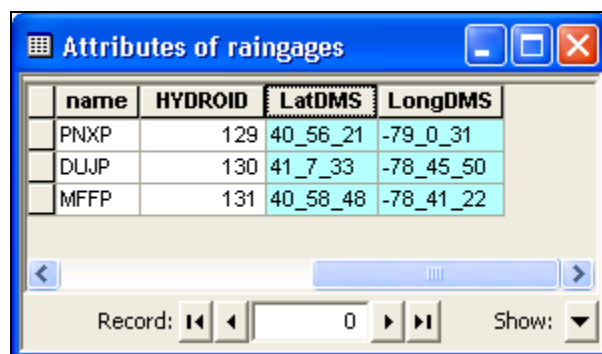 Attributes of raingages
name HYDROID LatDMS LongDMS
PNXP 129 40_56_21 -79_0_31
DUJP 130 41_7_33 -78_45_50
MFFP 131 40_58_48 -78_41_22
Record: 0 Show: